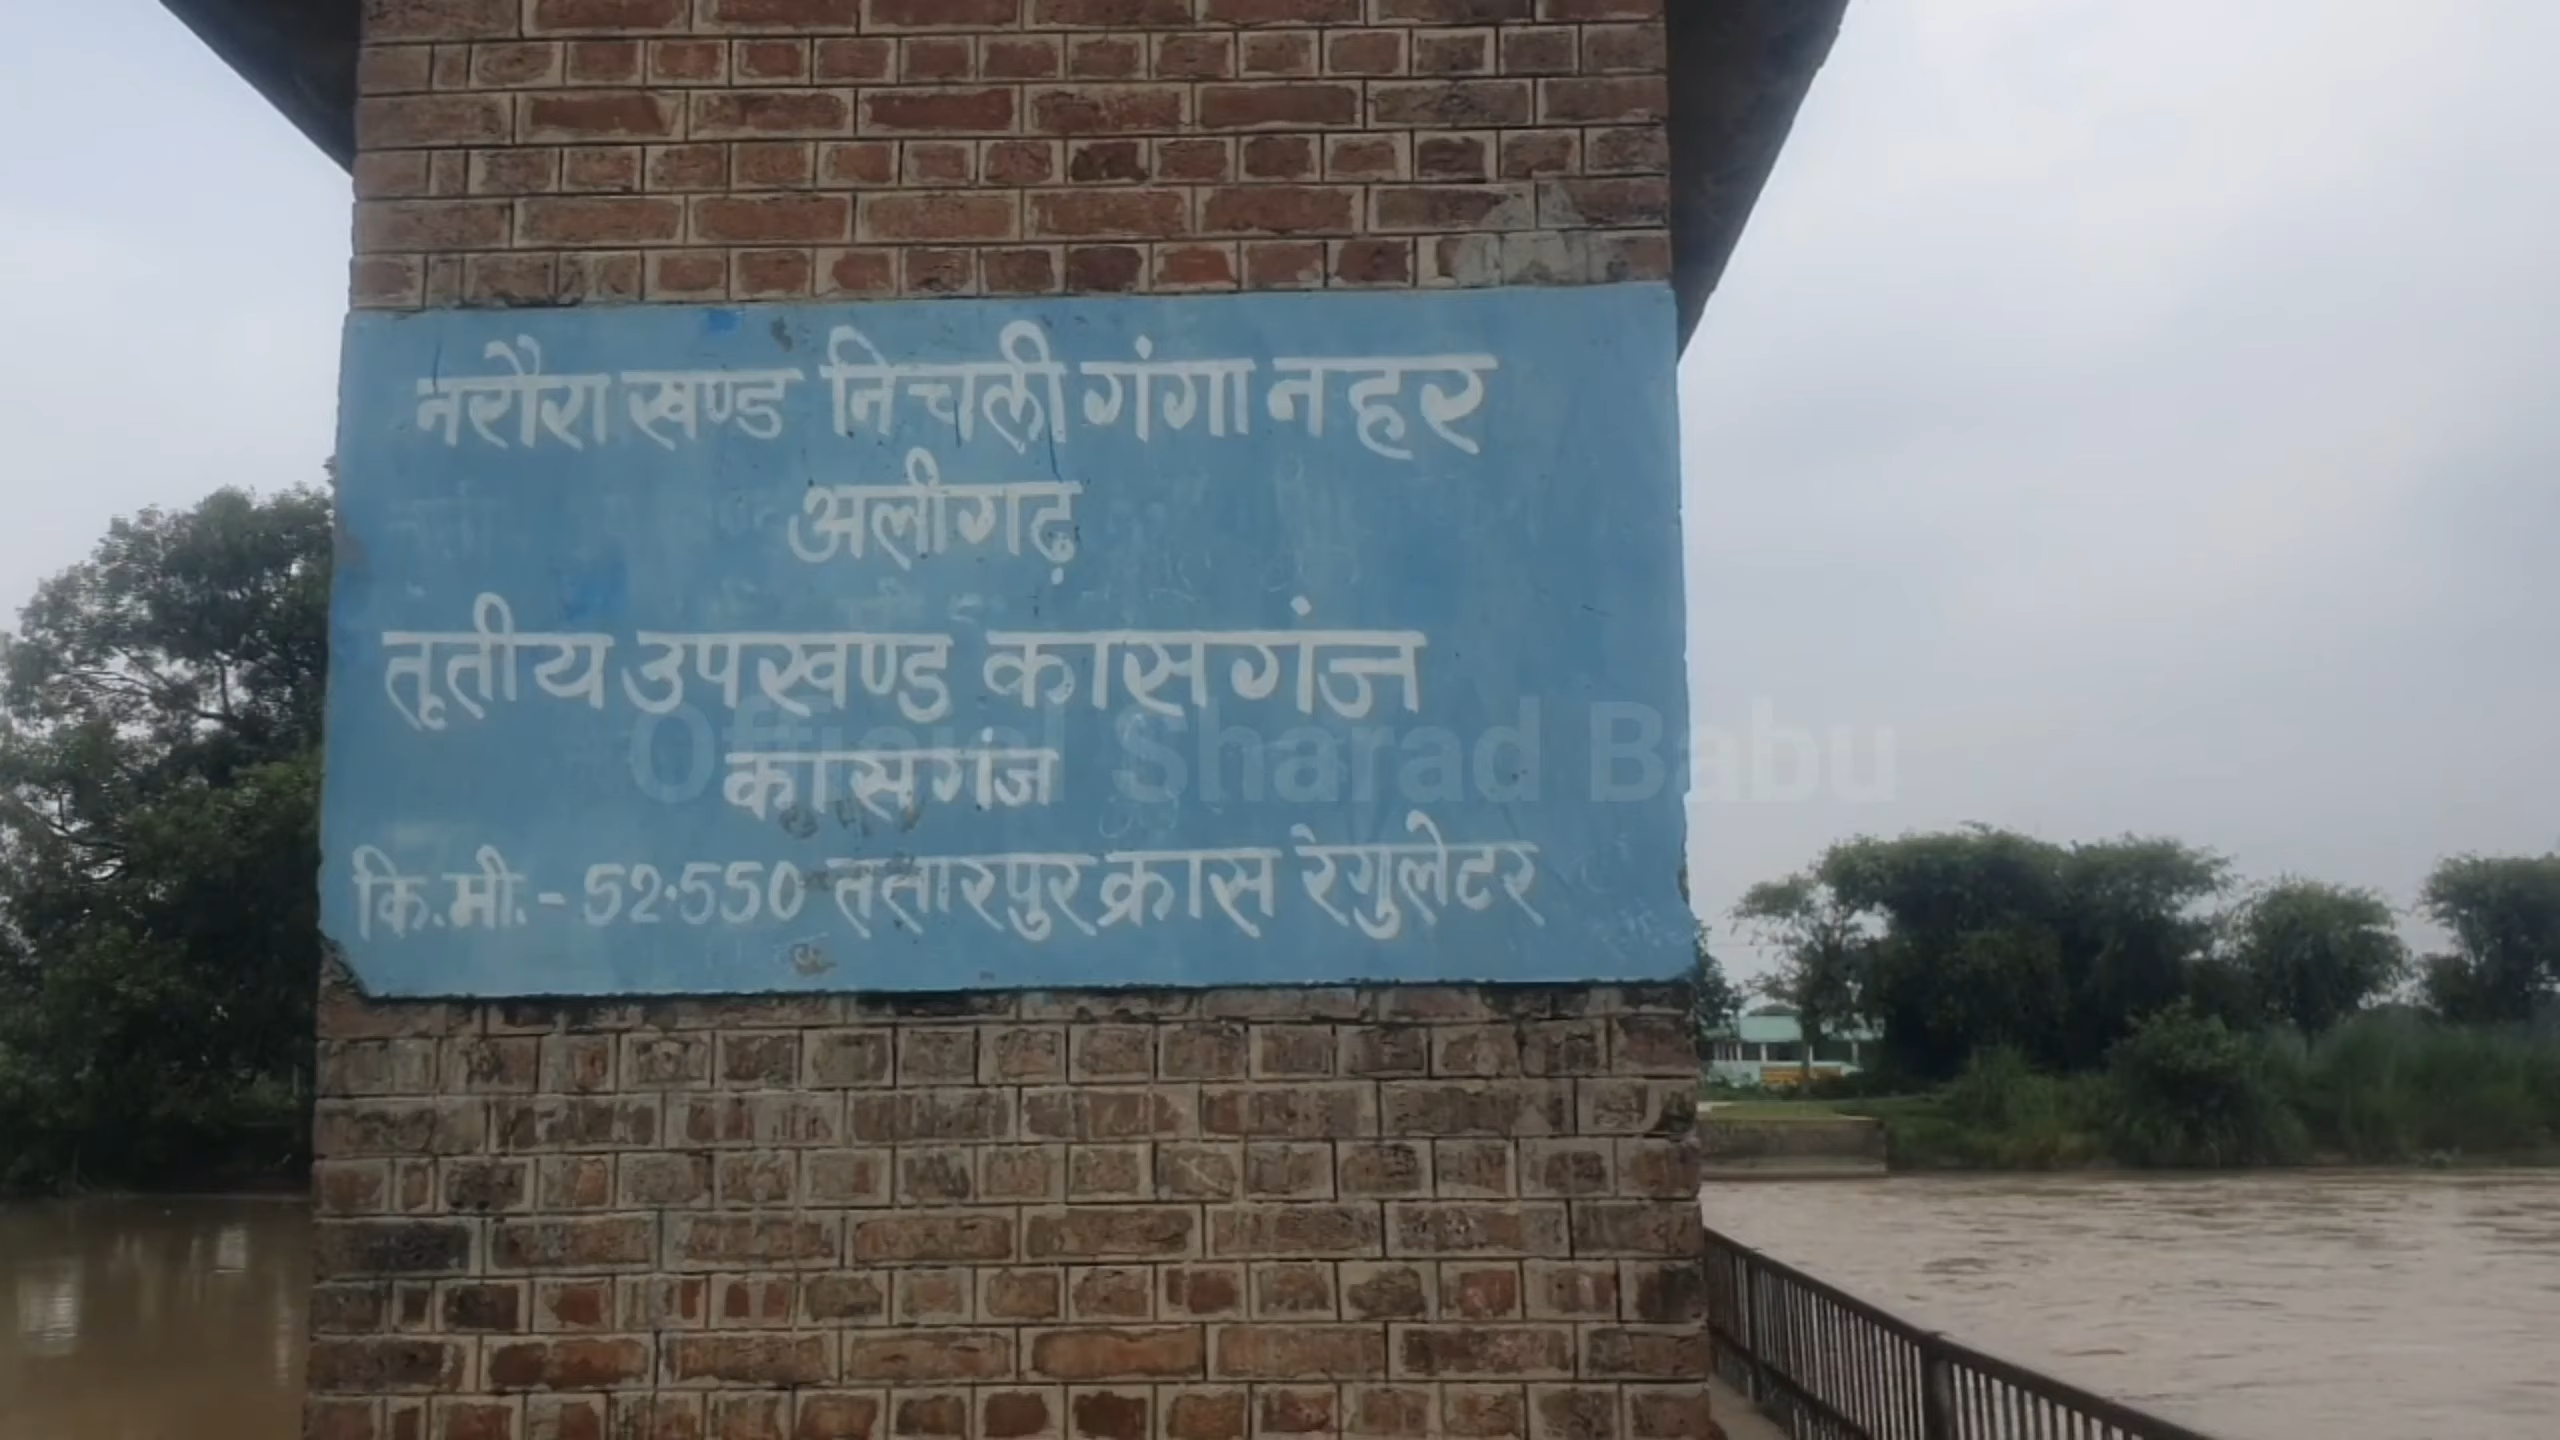 नरौरा खण्ड निचली गंगा नहर
अलीगढ़
तृतीय उपखण्ड कासगंज
Official Sharad Babu
कासगंज
कि.मी.- 52.550 ततारपुर क्रास रेगुलेटर